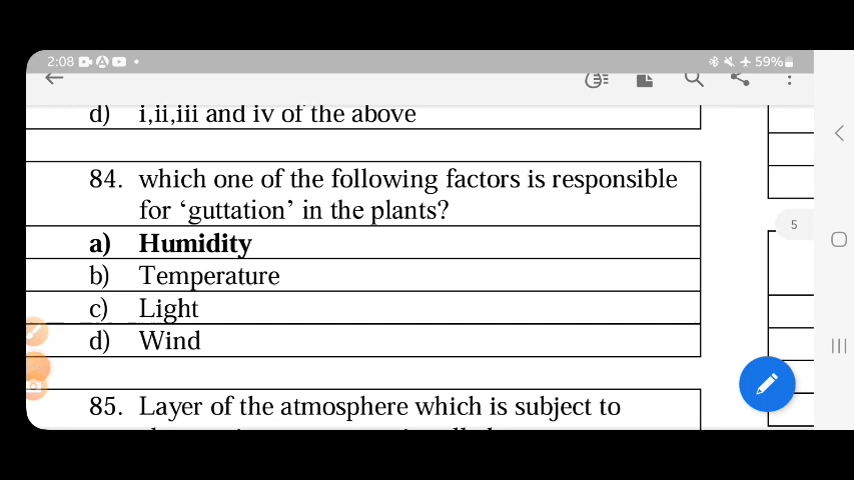 2:08
59%
d) i,ii,iii and iv of the above
84. which one of the following factors is responsible
for ‘guttation’ in the plants?
a) Humidity
b) Temperature
c) Light
d) Wind
5
85. Layer of the atmosphere which is subject to